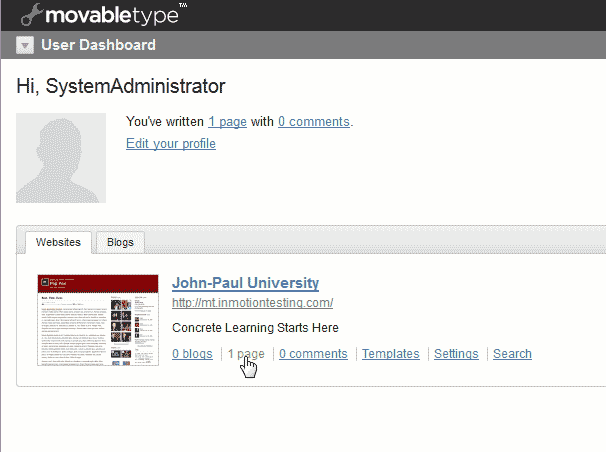 movabletype™
User Dashboard
Hi, SystemAdministrator
You've written 1 page with 0 comments.
Edit your profile
Websites
Blogs
John-Paul University
http://mt.inmotiontesting.com/
Concrete Learning Starts Here
0 blogs | 1 page | 0 comments | Templates | Settings | Search